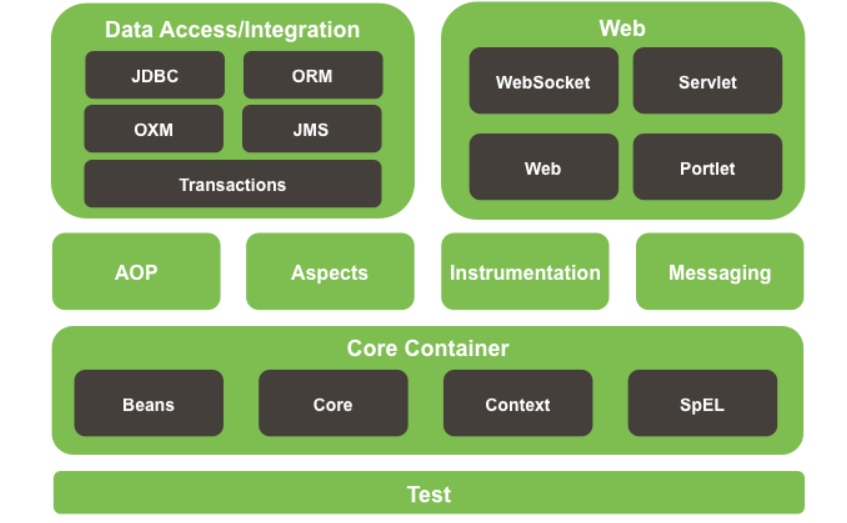 Data Access/Integration
JDBC
ORM
OXM
JMS
Transactions
Web
WebSocket
Servlet
Web
Portlet
AOP
Aspects
Instrumentation
Messaging
Core Container
Beans
Core
Context
SpEL
Test